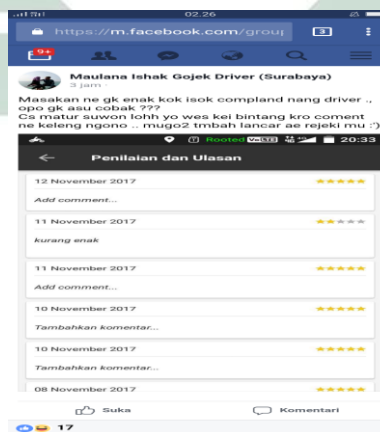 02.26
https://m.facebook.com/group
3
9+
Maulana Ishak Gojek Driver (Surabaya)
3 jam
Masakan ne gk enak kok isok compland nang driver .,
opo gk asu cobak ???
Cs matur suwon lohh yo wes kei bintang kro coment
ne keleng ngono .. mugo2 tmbah lancar ae rejeki mu :')
Rooted 20:33
Penilaian dan Ulasan
12 November 2017
Add comment...
11 November 2017
kurang enak
11 November 2017
Add comment...
10 November 2017
Tambahkan komentar...
10 November 2017
Tambahkan komentar...
08 November 2017
Suka
Komentari
17